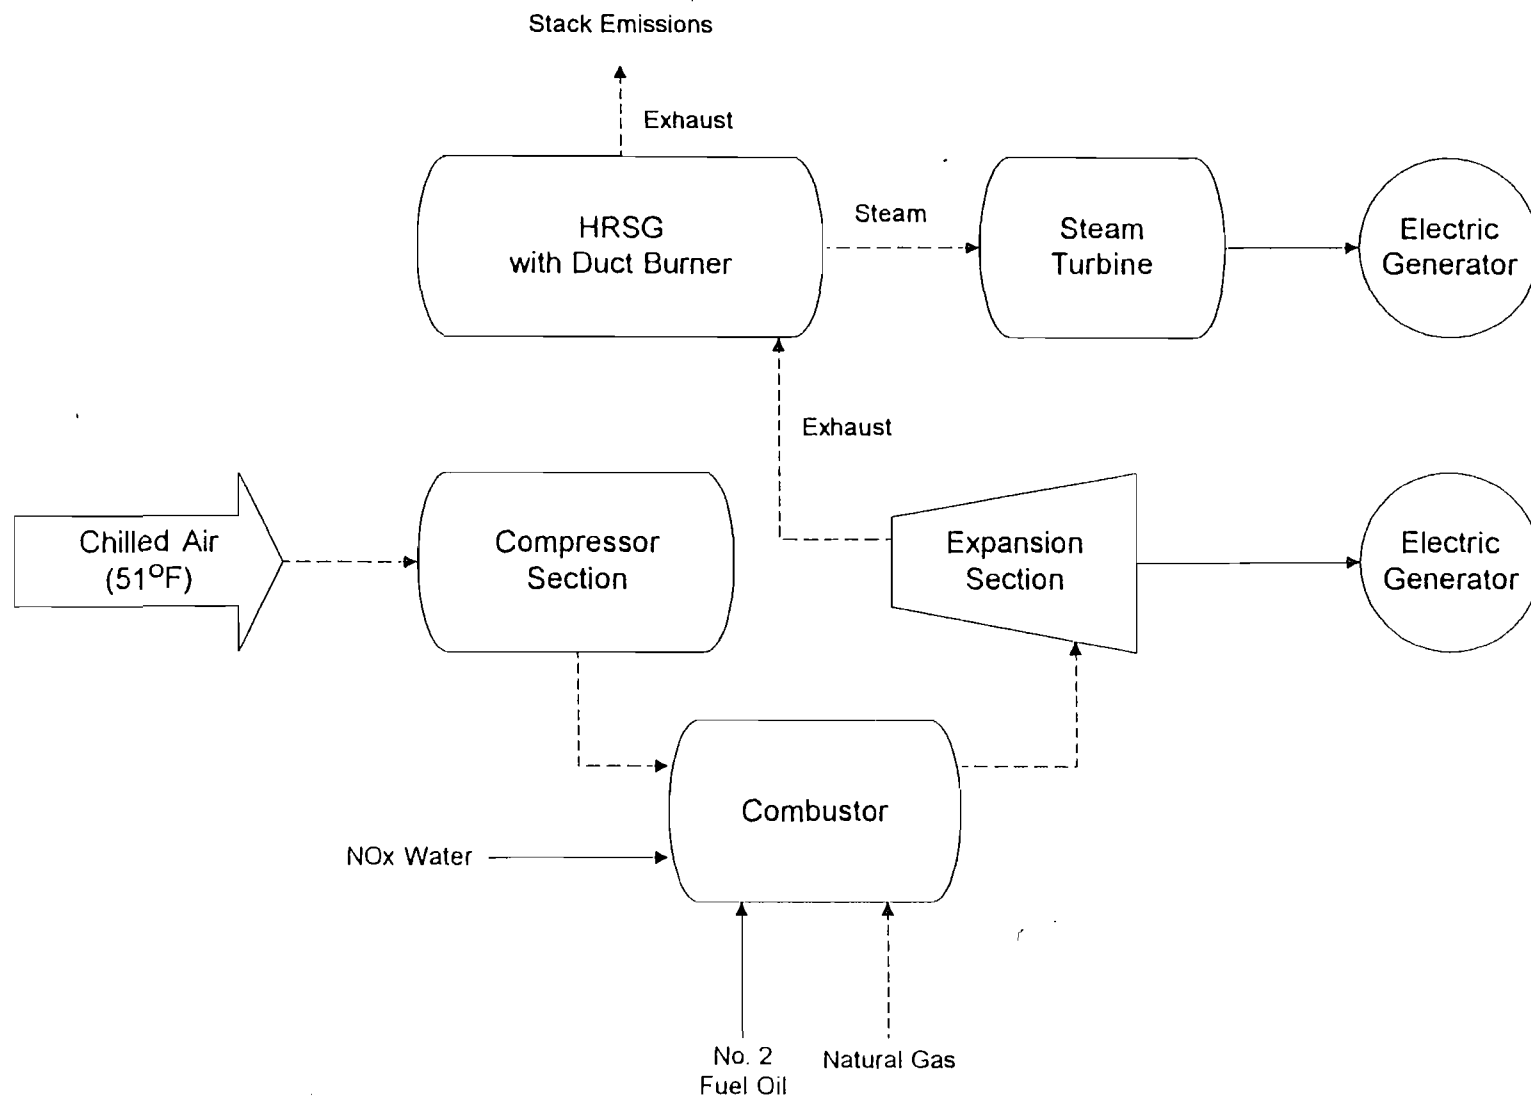 Stack Emissions
Exhaust
HRSG
with Duct Burner
Steam
Steam
Turbine
Electric
Generator
Exhaust
Chilled Air
(51°F)
Compressor
Section
Expansion
Section
Electric
Generator
Combustor
NOx Water
No. 2
Fuel Oil
Natural Gas